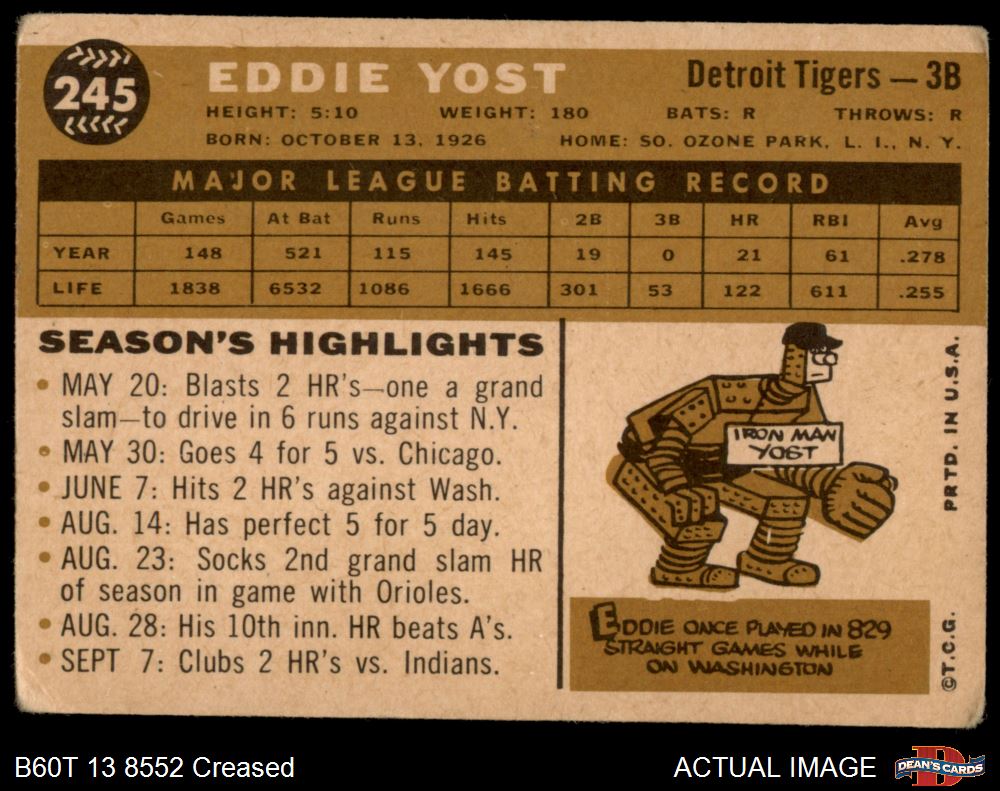 245
EDDIE YOST
Detroit Tigers — 3B
HEIGHT: 5:10 WEIGHT: 180 BATS: R THROWS: R
BORN: OCTOBER 13, 1926 HOME: SO. OZONE PARK, L. I., N. Y.
MAJOR LEAGUE BATTING RECORD
Games At Bat Runs Hits 2B 3B HR RBI Avg
YEAR 148 521 115 145 19 0 21 61 .278
LIFE 1838 6532 1086 1666 301 53 122 611 .255
SEASON'S HIGHLIGHTS
• MAY 20: Blasts 2 HR's—one a grand
slam—to drive in 6 runs against N.Y.
• MAY 30: Goes 4 for 5 vs. Chicago.
• JUNE 7: Hits 2 HR's against Wash.
• AUG. 14: Has perfect 5 for 5 day.
• AUG. 23: Socks 2nd grand slam HR
of season in game with Orioles.
• AUG. 28: His 10th inn. HR beats A's.
• SEPT 7: Clubs 2 HR's vs. Indians.
IRON MAN
YOST
EDDIE ONCE PLAYED IN 829
STRAIGHT GAMES WHILE
ON WASHINGTON
©T.C.G. PRTD. IN U.S.A.
B60T 13 8552 Creased
ACTUAL IMAGE
D
DEAN'S CARDS